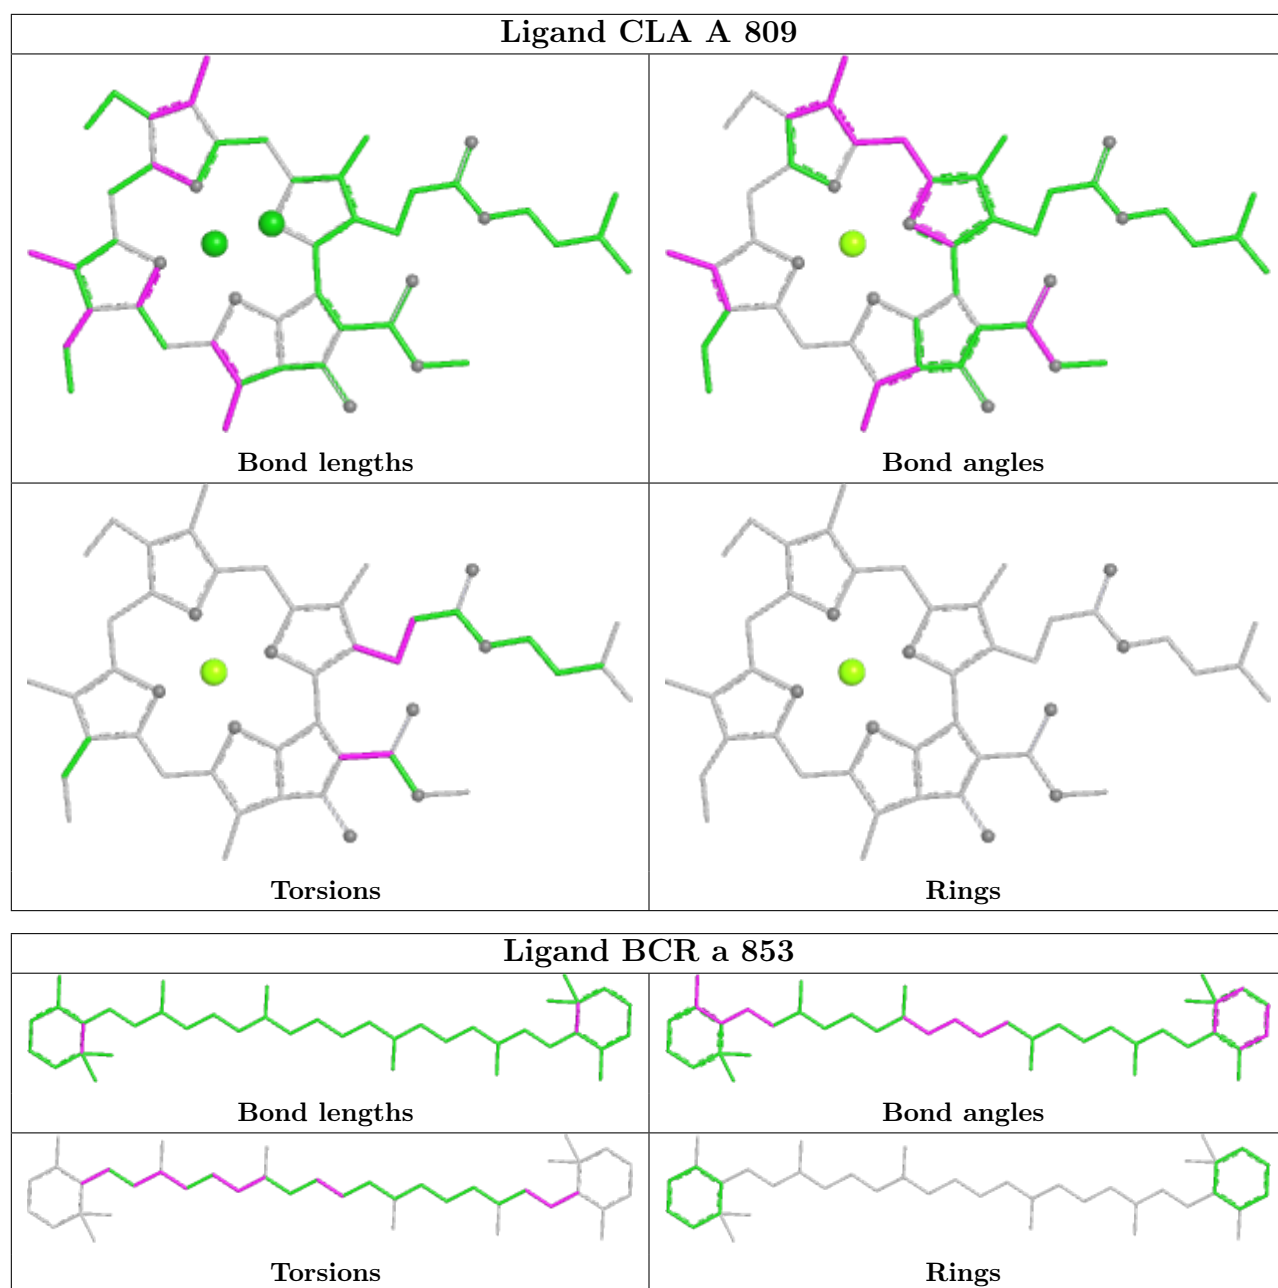 Ligand CLA A 809
Bond lengths
Bond angles
Torsions
Rings
Ligand BCR a 853
Bond lengths
Bond angles
Torsions
Rings